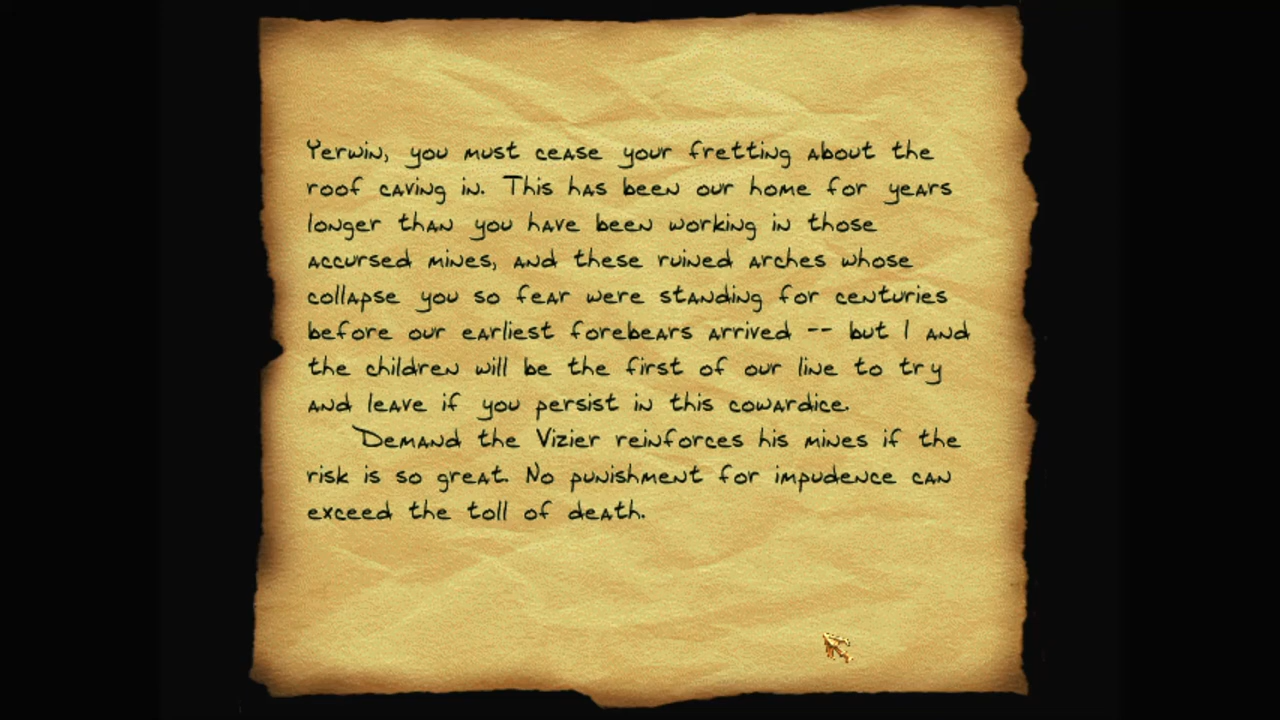 Yerwin, you must cease your fretting about the
roof caving in. This has been our home for years
longer than you have been working in those
accursed mines, and these ruined arches whose
collapse you so fear were standing for centuries
before our earliest forebears arrived -- but I and
the children will be the first of our line to try
and leave if you persist in this cowardice.
Demand the Vizier reinforces his mines if the
risk is so great. No punishment for impudence can
exceed the toll of death.